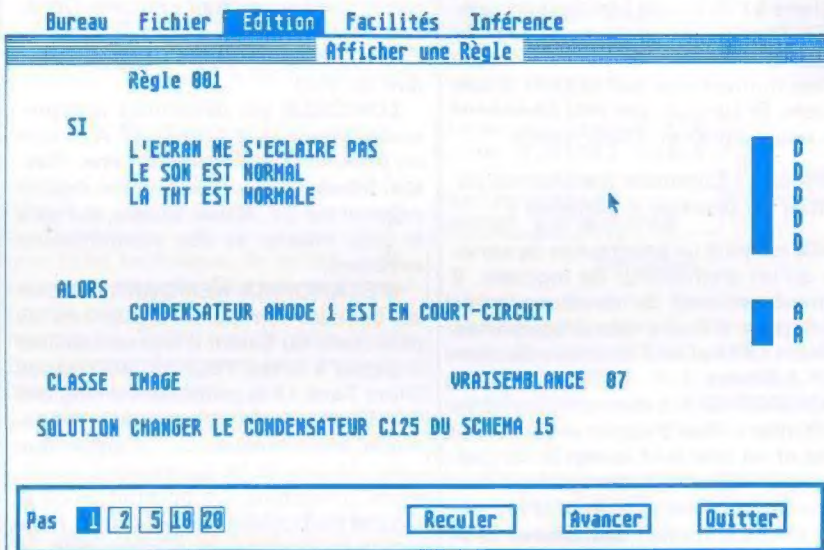 Bureau Fichier Edition Facilités Inférence
Afficher une Règle
Règle 001
SI
L'ECRAN NE S'ECLAIRE PAS D
LE SON EST NORMAL D
LA THT EST NORMALE D
D
D
ALORS
CONDENSATEUR ANODE 1 EST EN COURT-CIRCUIT A
A
CLASSE IMAGE VRAISEMBLANCE 07
SOLUTION CHANGER LE CONDENSATEUR C125 DU SCHEMA 15
Pas 1 2 5 10 20 Reculer Avancer Quitter